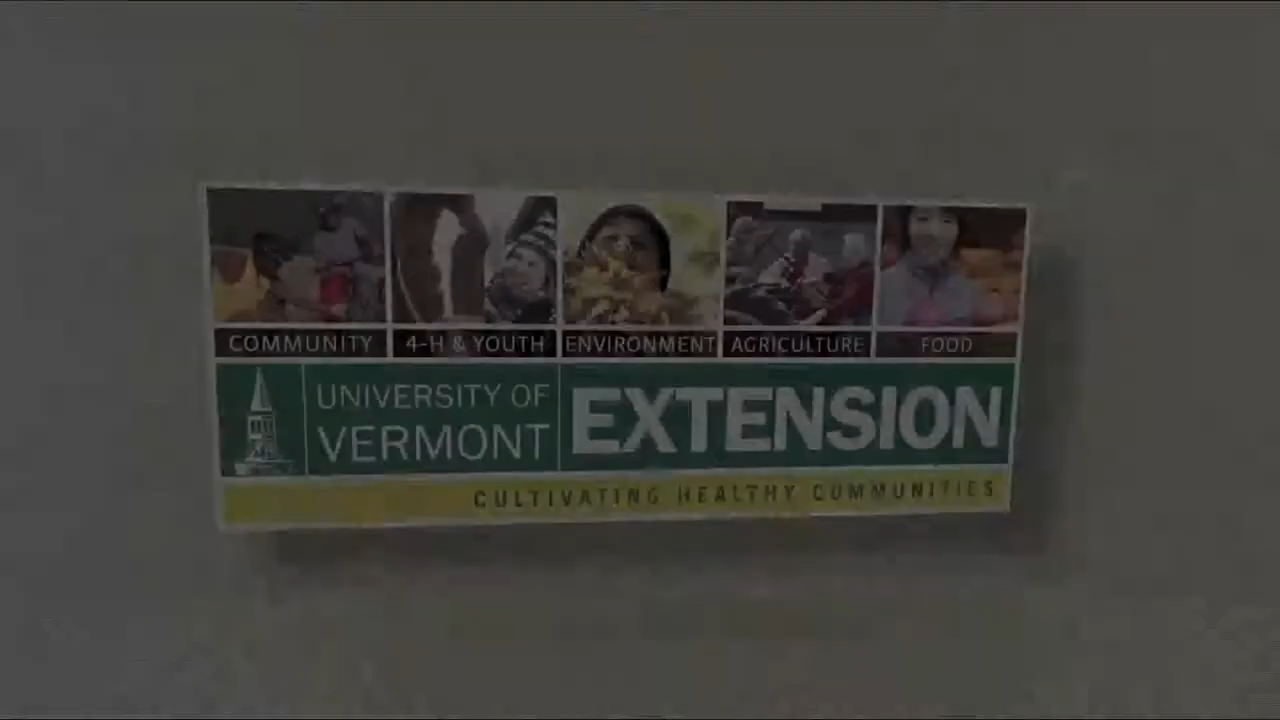 COMMUNITY 4-H & YOUTH ENVIRONMENT AGRICULTURE FOOD
UNIVERSITY OF
VERMONT
EXTENSION
CULTIVATING HEALTHY COMMUNITIES